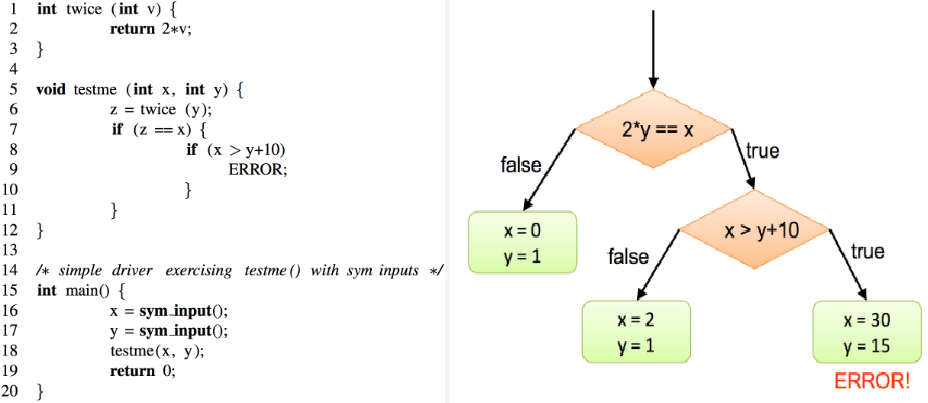 1 int twice (int v) {
2 return 2*v;
3 }
4
5 void testme (int x, int y) {
6 z = twice (y);
7 if (z == x) {
8 if (x > y+10)
9 ERROR;
10 }
11 }
12 }
13
14 /* simple driver exercising testme() with sym inputs */
15 int main() {
16 x = sym_input();
17 y = sym_input();
18 testme(x, y);
19 return 0;
20 }
2*y == x
false
true
x = 0
y = 1
x > y+10
false
true
x = 2
y = 1
x = 30
y = 15
ERROR!